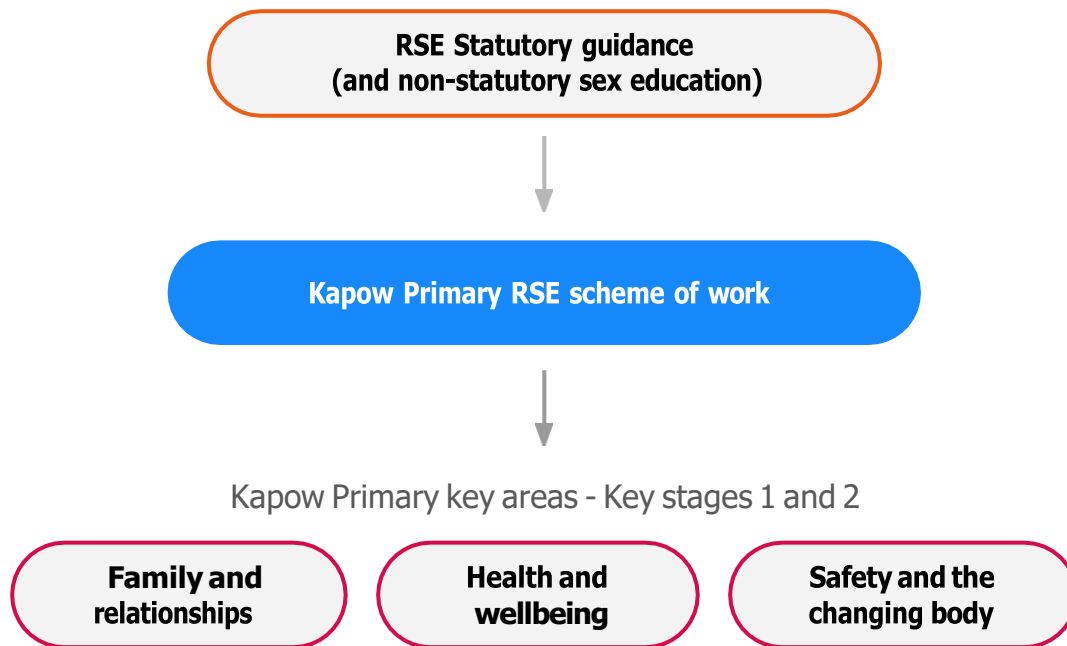 RSE Statutory guidance
(and non-statutory sex education)
Kapow Primary RSE scheme of work
Kapow Primary key areas - Key stages 1 and 2
Family and
relationships
Health and
wellbeing
Safety and the
changing body